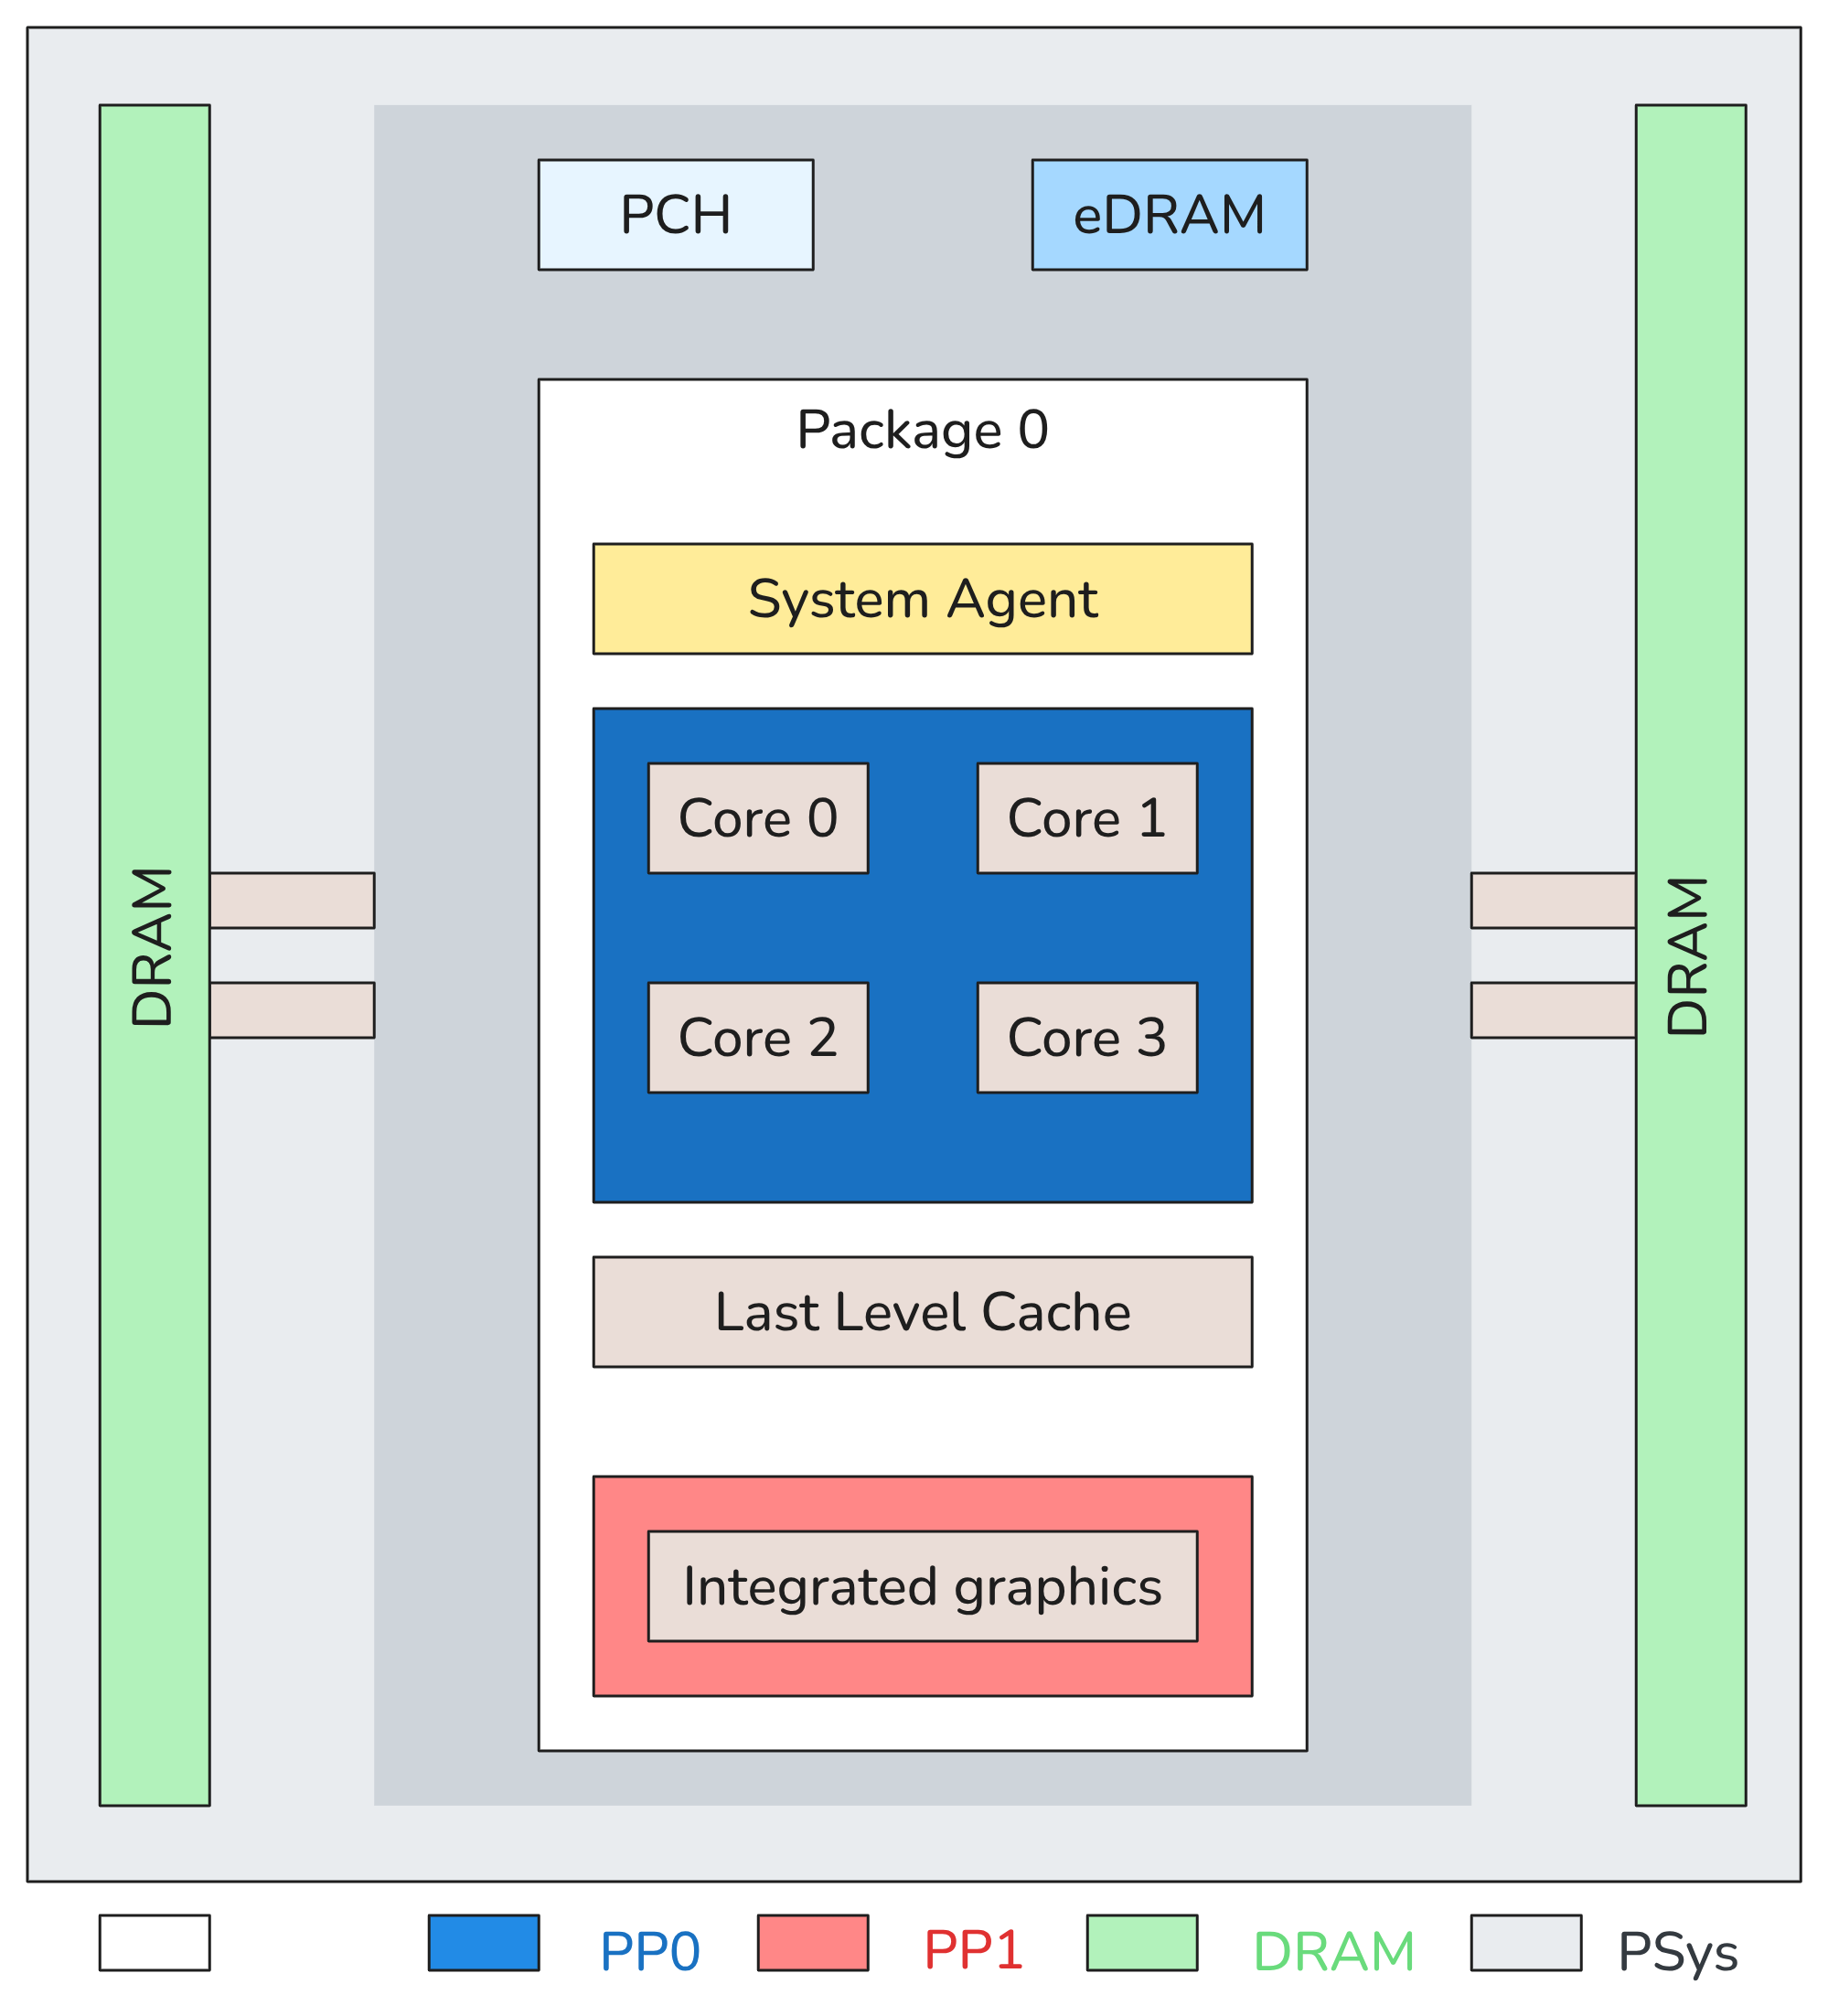 PCH
eDRAM
Package 0
System Agent
Core 0
Core 1
DRAM
DRAM
Core 2
Core 3
Last Level Cache
Integrated graphics
PP0
PP1
DRAM
PSys